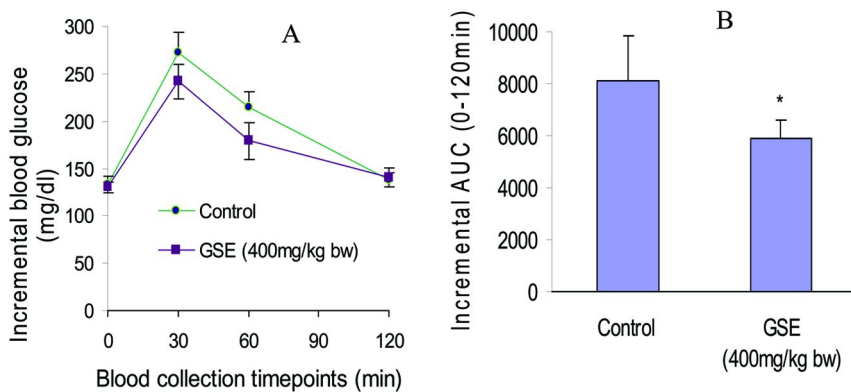 A
Incremental blood glucose
(mg/dl)
300
250
200
150
100
50
0
Control
GSE (400mg/kg bw)
0 30 60 90 120
Blood collection timepoints (min)
B
Incremental AUC (0-120min)
10000
8000
6000
4000
2000
0
*
Control GSE
(400mg/kg bw)